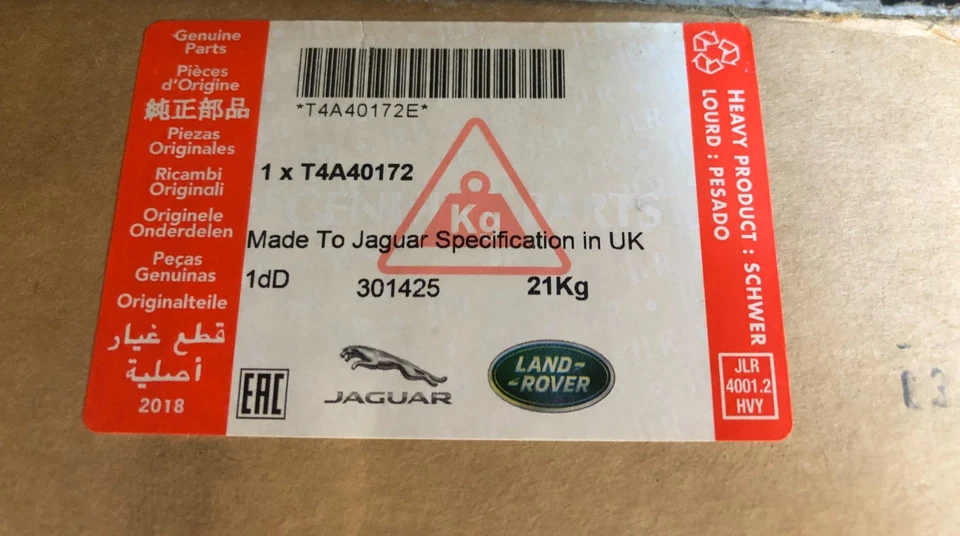 Genuine
Parts
Pièces
d'Origine
純正部品
Piezas
Originales
Ricambi
Originali
Originele
Onderdelen
Peças
Genuinas
Originalteile
قطع غيار
أصلية
2018
*T4A40172E*
1 x T4A40172
GENUINE PARTS
Kg
Made To Jaguar Specification in UK
1dD 301425 21Kg
EAC
JAGUAR
LAND-
-ROVER
HEAVY PRODUCT : SCHWER
LOURD : PESADO
JLR
4001.2
HVY